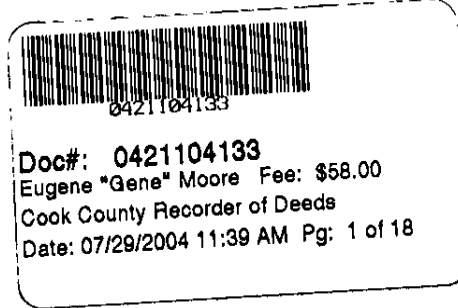 0421104133
Doc#: 0421104133
Eugene "Gene" Moore Fee: $58.00
Cook County Recorder of Deeds
Date: 07/29/2004 11:39 AM Pg: 1 of 18